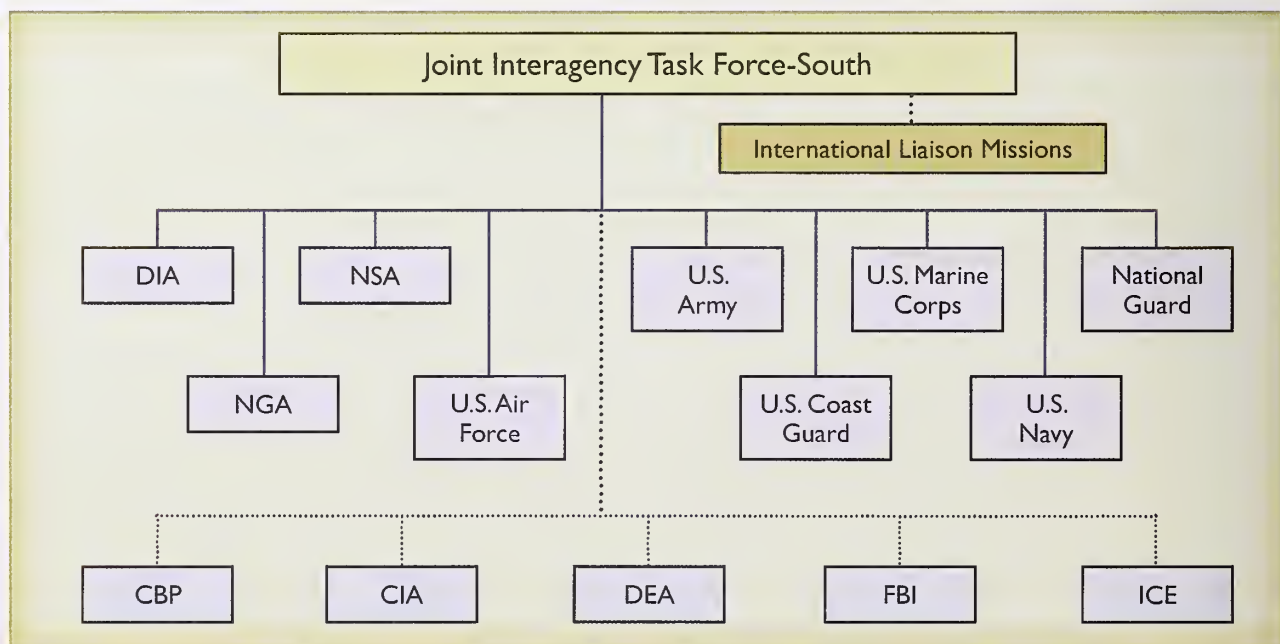 Joint Interagency Task Force-South
International Liaison Missions
DIA
NSA
U.S.
Army
U.S. Marine
Corps
National
Guard
NGA
U.S. Air
Force
U.S. Coast
Guard
U.S.
Navy
CBP
CIA
DEA
FBI
ICE